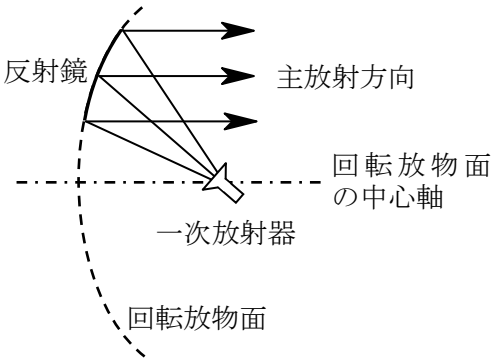 反射鏡
主放射方向
回転放物面
の中心軸
一次放射器
回転放物面